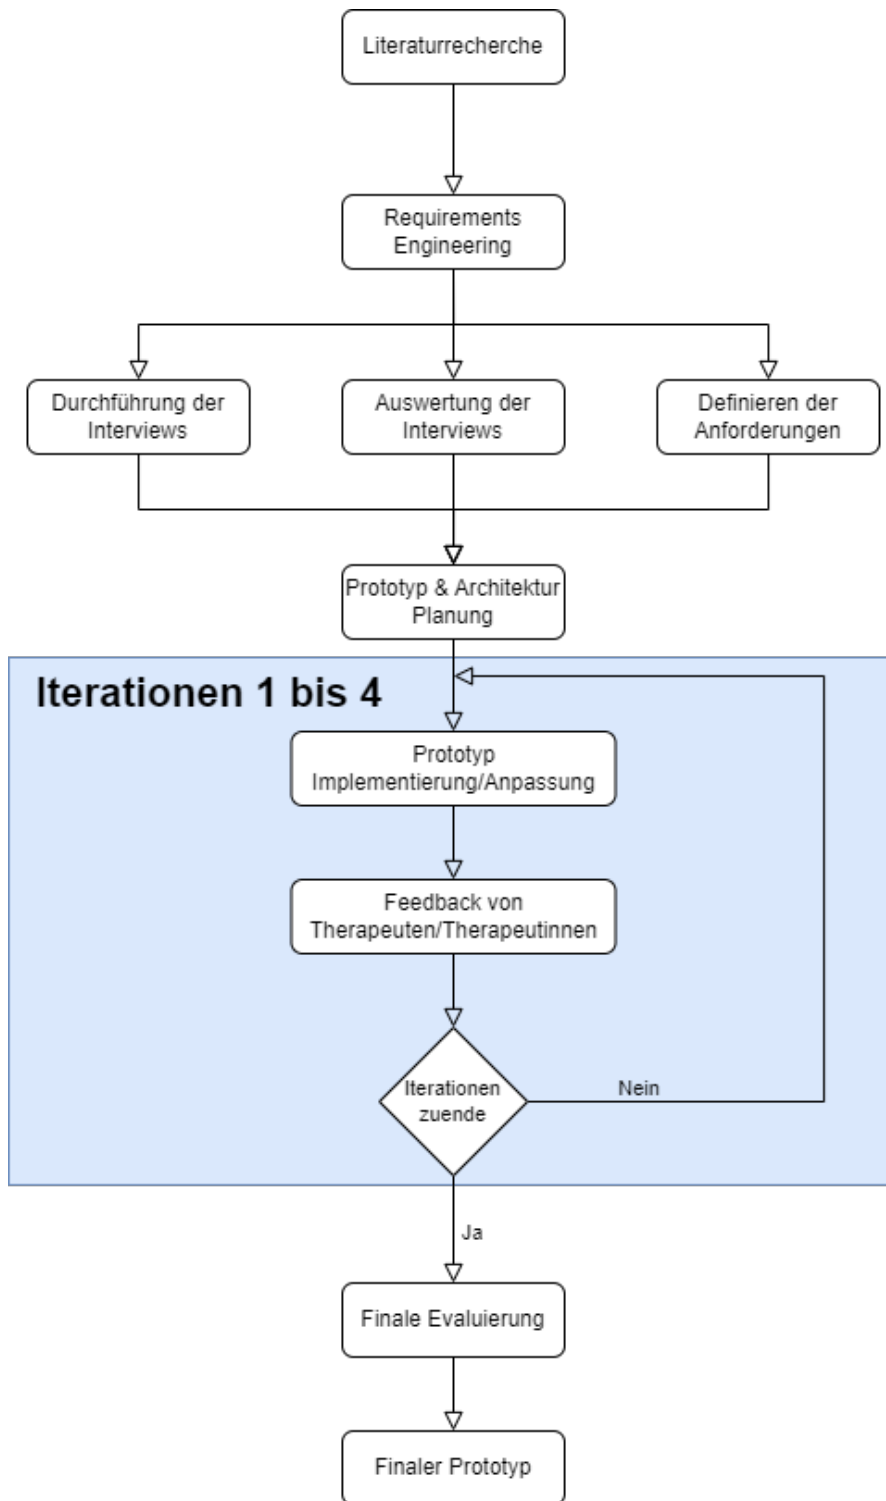 Literaturrecherche
Requirements
Engineering
Durchführung der
Interviews
Auswertung der
Interviews
Definieren der
Anforderungen
Prototyp & Architektur
Planung
Iterationen 1 bis 4
Prototyp
Implementierung/Anpassung
Feedback von
Therapeuten/Therapeutinnen
Iterationen
zuende
Nein
Ja
Finale Evaluierung
Finaler Prototyp